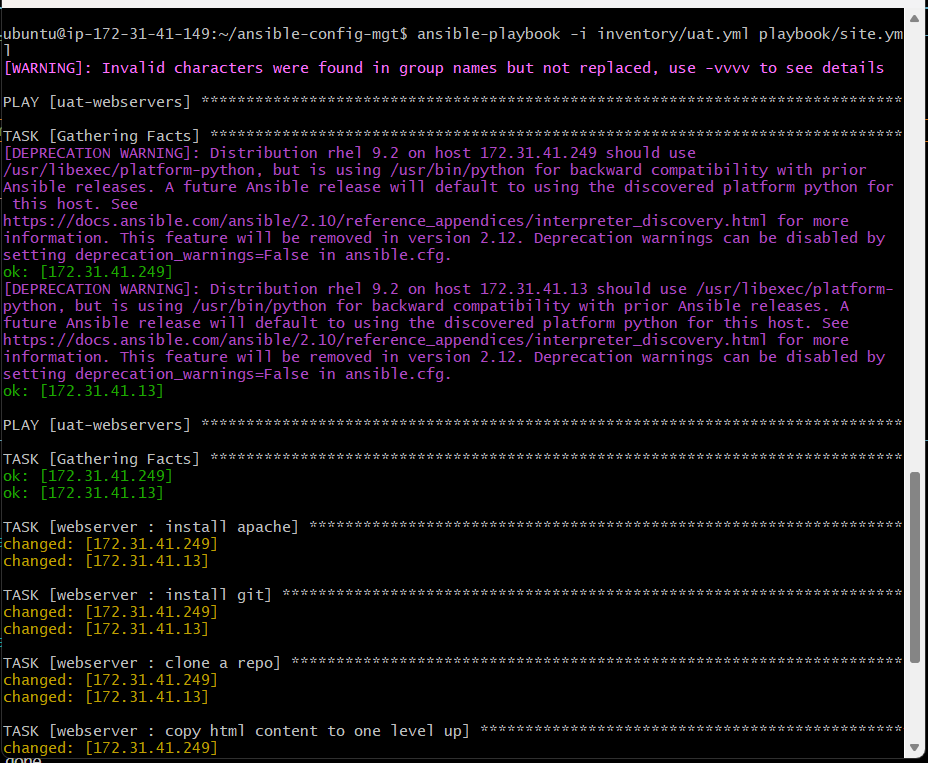 ubuntu@ip-172-31-41-149:~/ansible-config-mgt$ ansible-playbook -i inventory/uat.yml playbook/site.ym
l
[WARNING]: Invalid characters were found in group names but not replaced, use -vvvv to see details
PLAY [uat-webservers] ******************************************************************************
TASK [Gathering Facts] *****************************************************************************
[DEPRECATION WARNING]: Distribution rhel 9.2 on host 172.31.41.249 should use
/usr/libexec/platform-python, but is using /usr/bin/python for backward compatibility with prior
Ansible releases. A future Ansible release will default to using the discovered platform python for
this host. See
https://docs.ansible.com/ansible/2.10/reference_appendices/interpreter_discovery.html for more
information. This feature will be removed in version 2.12. Deprecation warnings can be disabled by
setting deprecation_warnings=False in ansible.cfg.
ok: [172.31.41.249]
[DEPRECATION WARNING]: Distribution rhel 9.2 on host 172.31.41.13 should use /usr/libexec/platform-
python, but is using /usr/bin/python for backward compatibility with prior Ansible releases. A
future Ansible release will default to using the discovered platform python for this host. See
https://docs.ansible.com/ansible/2.10/reference_appendices/interpreter_discovery.html for more
information. This feature will be removed in version 2.12. Deprecation warnings can be disabled by
setting deprecation_warnings=False in ansible.cfg.
ok: [172.31.41.13]
PLAY [uat-webservers] ******************************************************************************
TASK [Gathering Facts] *****************************************************************************
ok: [172.31.41.249]
ok: [172.31.41.13]
TASK [webserver : install apache] ******************************************************************
changed: [172.31.41.249]
changed: [172.31.41.13]
TASK [webserver : install git] *********************************************************************
changed: [172.31.41.249]
changed: [172.31.41.13]
TASK [webserver : clone a repo] ********************************************************************
changed: [172.31.41.249]
changed: [172.31.41.13]
TASK [webserver : copy html content to one level up] ***********************************************
changed: [172.31.41.249]